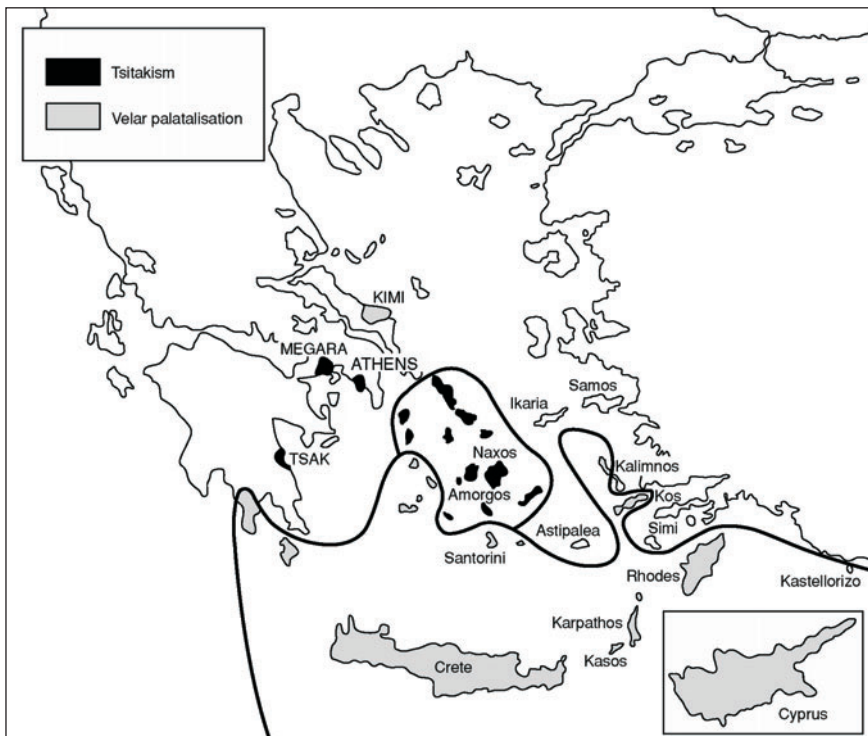 Tsitakism
Velar palatalisation
KIMI
MEGARA
ATHENS
Samos
Ikaria
TSAK
Naxos
Kalimnos
Amorgos
Kos
Astipalea
Simi
Santorini
Rhodes
Kastellorizo
Karpathos
Kasos
Crete
Cyprus